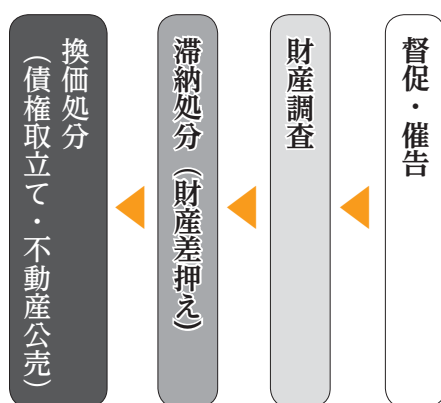 督促・催告
財産調査
滞納処分（財産差押え）
換価処分
（債権取立て・不動産公売）